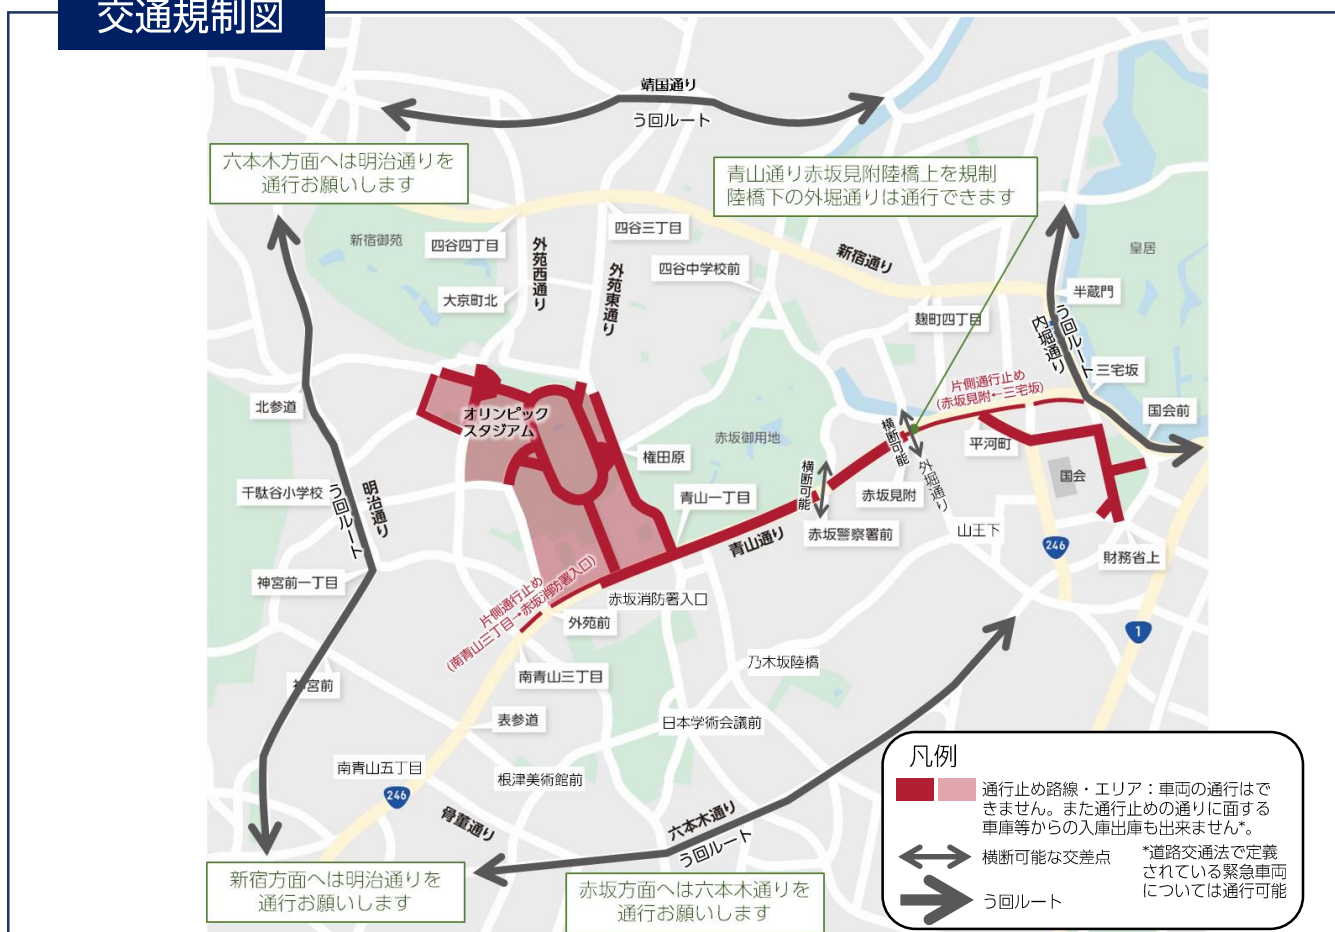 交通規制図
靖国通り
う回ルート
六本木方面へは明治通りを
通行お願いします
青山通り赤坂見附陸橋上を規制
陸橋下の外堀通りは通行できます
新宿御苑
四谷四丁目
四谷三丁目
外苑西通り
外苑東通り
四谷中学校前
新宿通り
皇居
大京町北
半蔵門
麹町四丁目
内堀通り
う回ルート
三宅坂
片側通行止め
(赤坂見附←三宅坂)
国会前
北参道
オリンピック
スタジアム
赤坂御用地
横断可能
平河町
権田原
横断可能
外堀通り
国会
千駄谷小学校
明治通り
う回ルート
青山一丁目
赤坂見附
赤坂警察署前
山王下
青山通り
246
財務省上
神宮前一丁目
片側通行止め
(南青山三丁目→赤坂消防署入口)
赤坂消防署入口
外苑前
1
神宮前
南青山三丁目
乃木坂陸橋
表参道
日本学術会議前
南青山五丁目
根津美術館前
246
骨董通り
六本木通り
う回ルート
新宿方面へは明治通りを
通行お願いします
赤坂方面へは六本木通りを
通行お願いします
凡例
通行止め路線・エリア：車両の通行はで
きません。また通行止めの通りに面する
車庫等からの入庫出庫も出来ません*。
横断可能な交差点
*道路交通法で定義
されている緊急車両
については通行可能
う回ルート